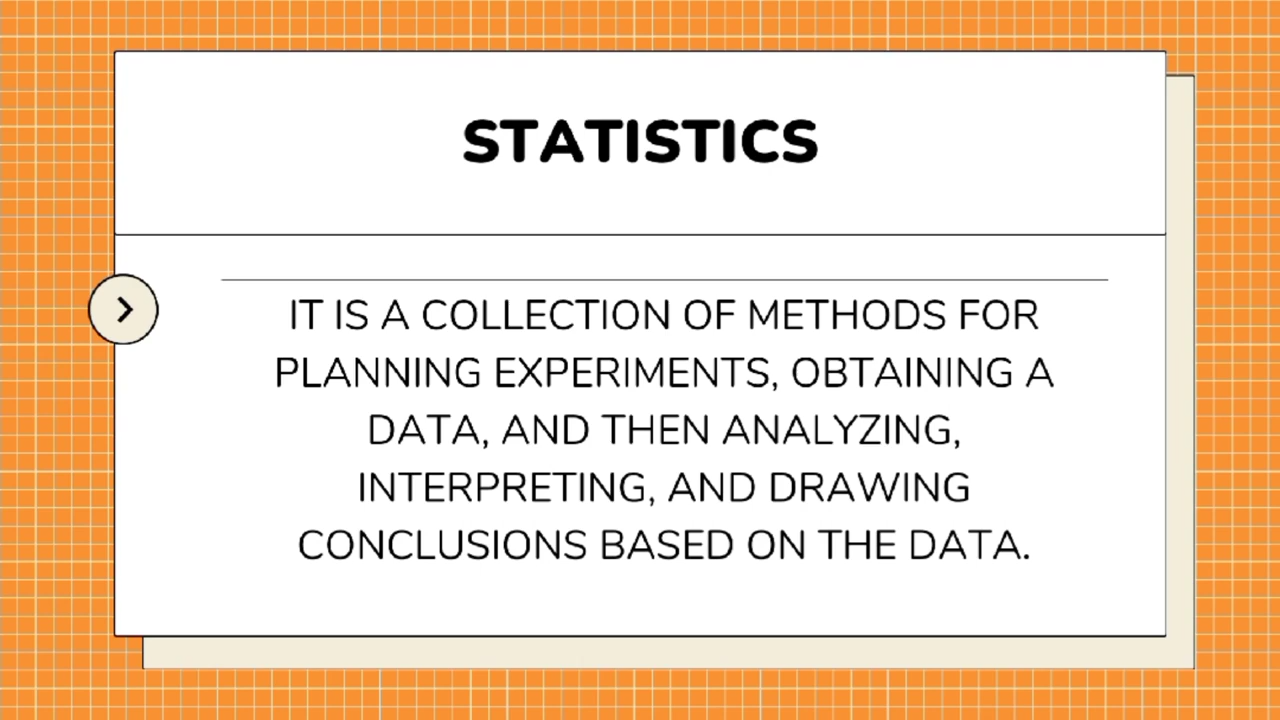 STATISTICS
IT IS A COLLECTION OF METHODS FOR
PLANNING EXPERIMENTS, OBTAINING A
DATA, AND THEN ANALYZING,
INTERPRETING, AND DRAWING
CONCLUSIONS BASED ON THE DATA.